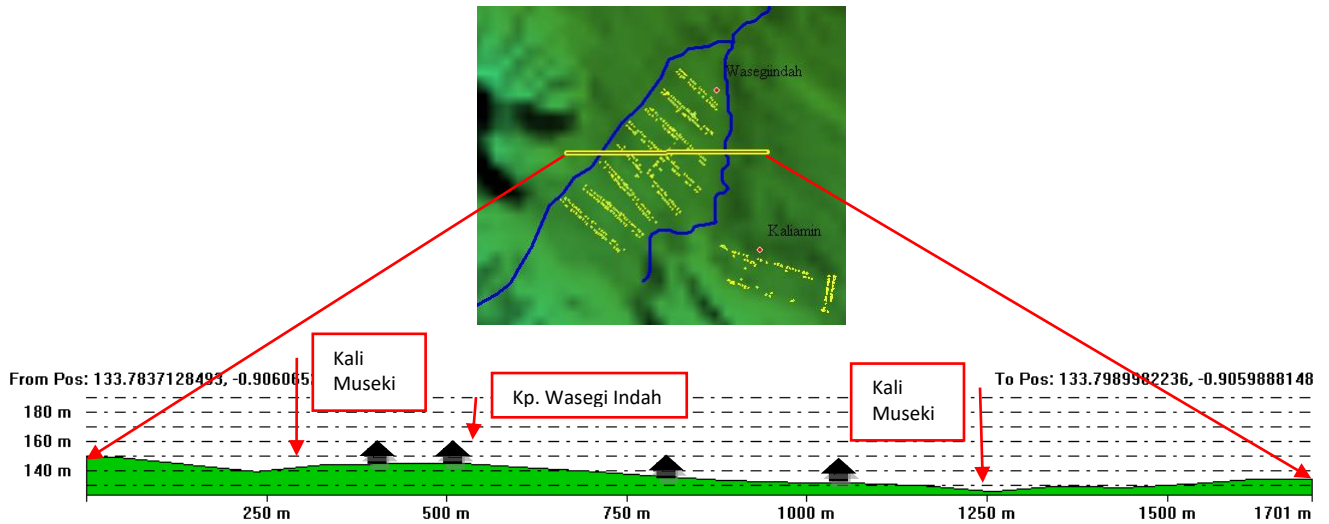 Wasegiindah
Kaliamin
Kali
Museki
Kp. Wasegi Indah
Kali
Museki
From Pos: 133.7837128493, -0.906065
To Pos: 133.7989982236, -0.9059888148
180 m
160 m
140 m
250 m
500 m
750 m
1000 m
1250 m
1500 m
1701 m